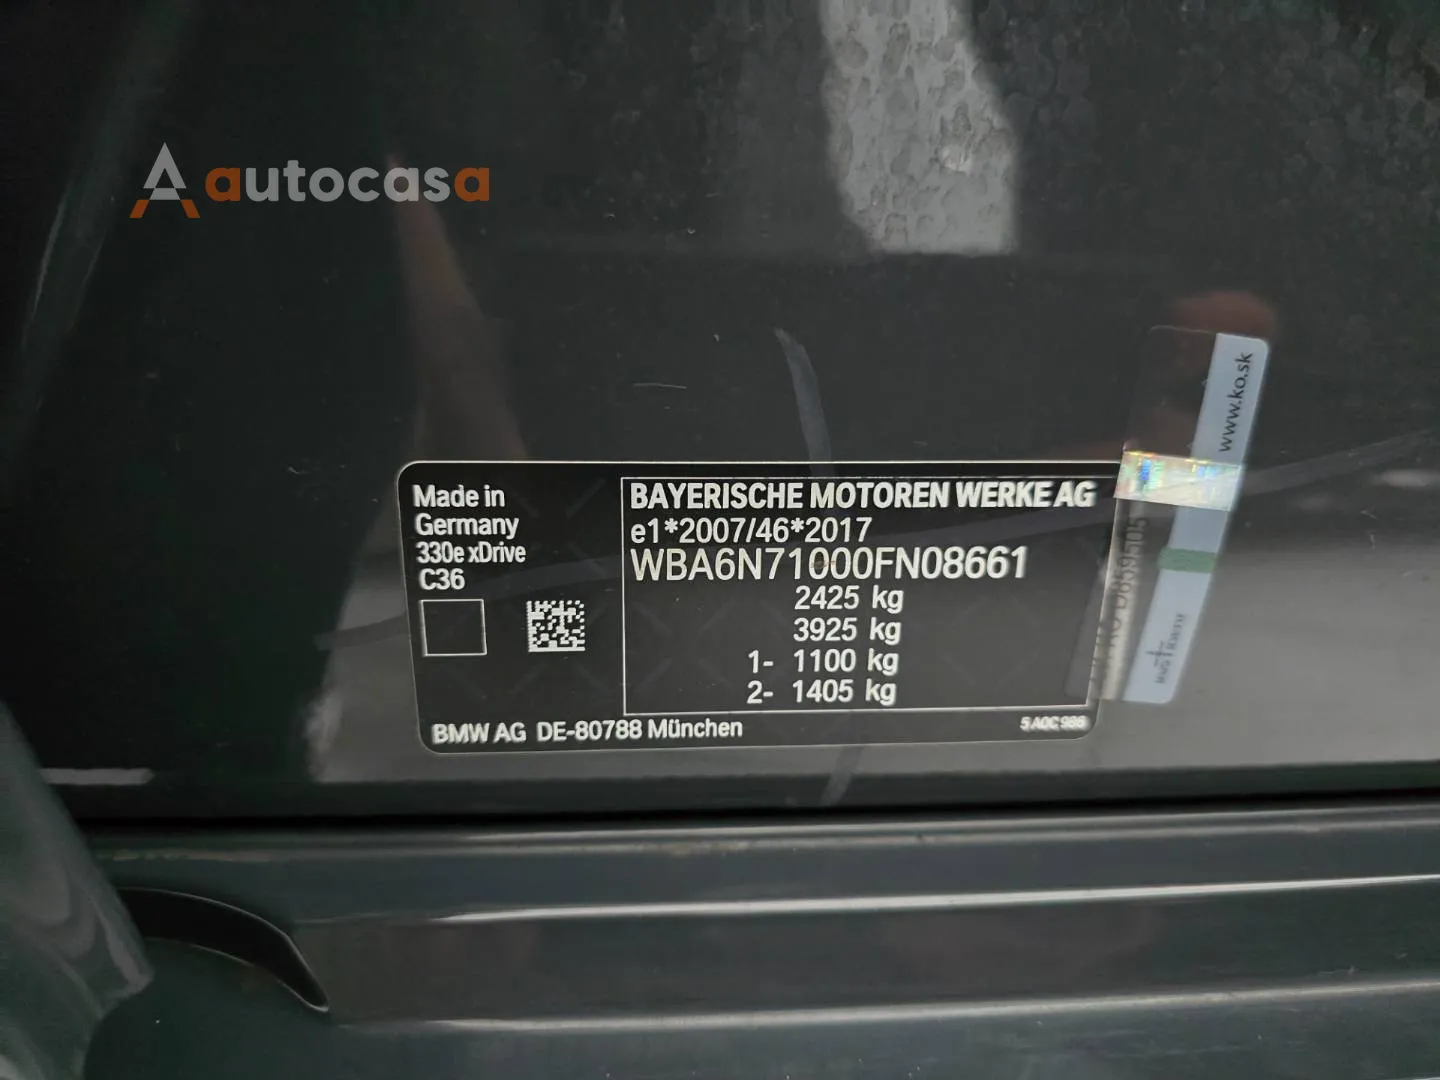 autocasa
www.ko.sk
Made in
Germany
330e xDrive
C36
BAYERISCHE MOTOREN WERKE AG
e1*2007/46*2017
WBA6N71000FN08661
2425 kg
3925 kg
1- 1100 kg
2- 1405 kg
BMW AG DE-80788 München
5A0C986